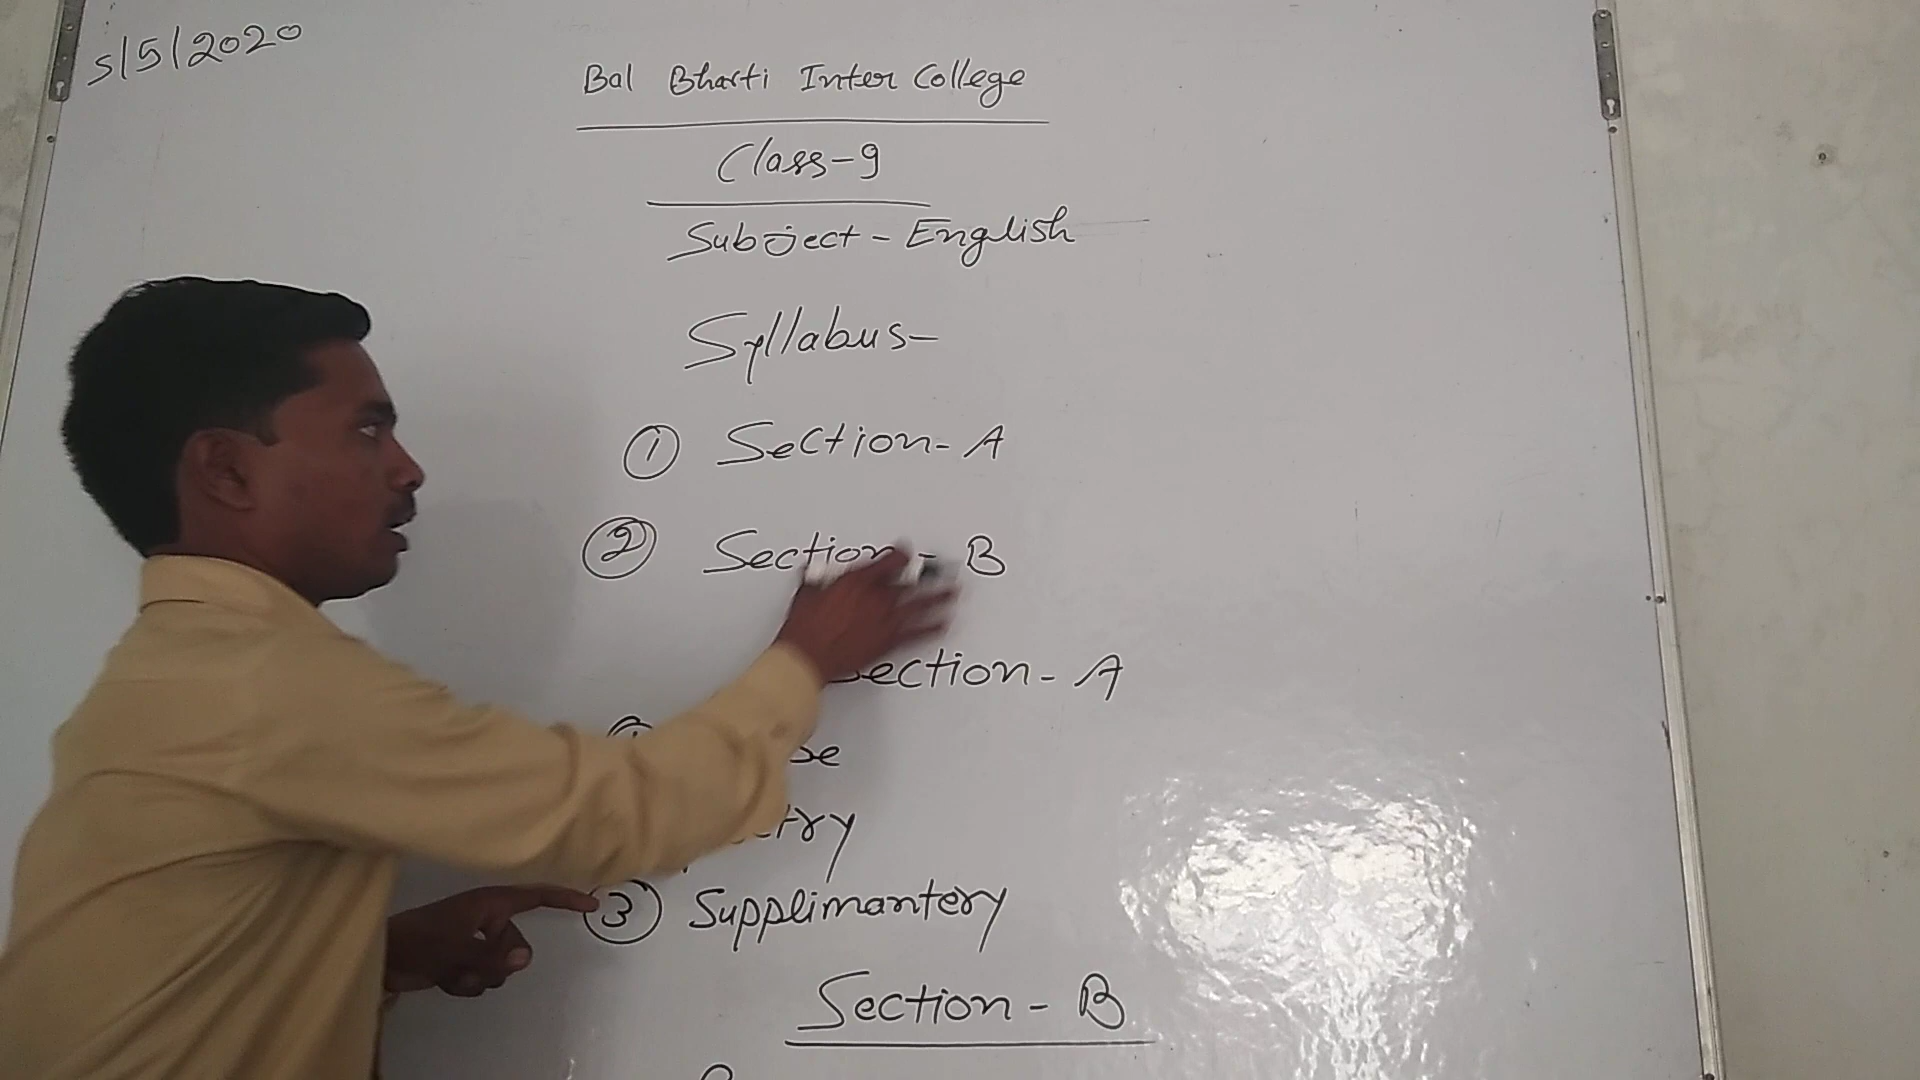 5/5/2020
Bal Bharti Inter College
Class-9
Subject-English
Syllabus-
① Section-A
② Section-B
Section-A
③ Supplimantery
Section-B